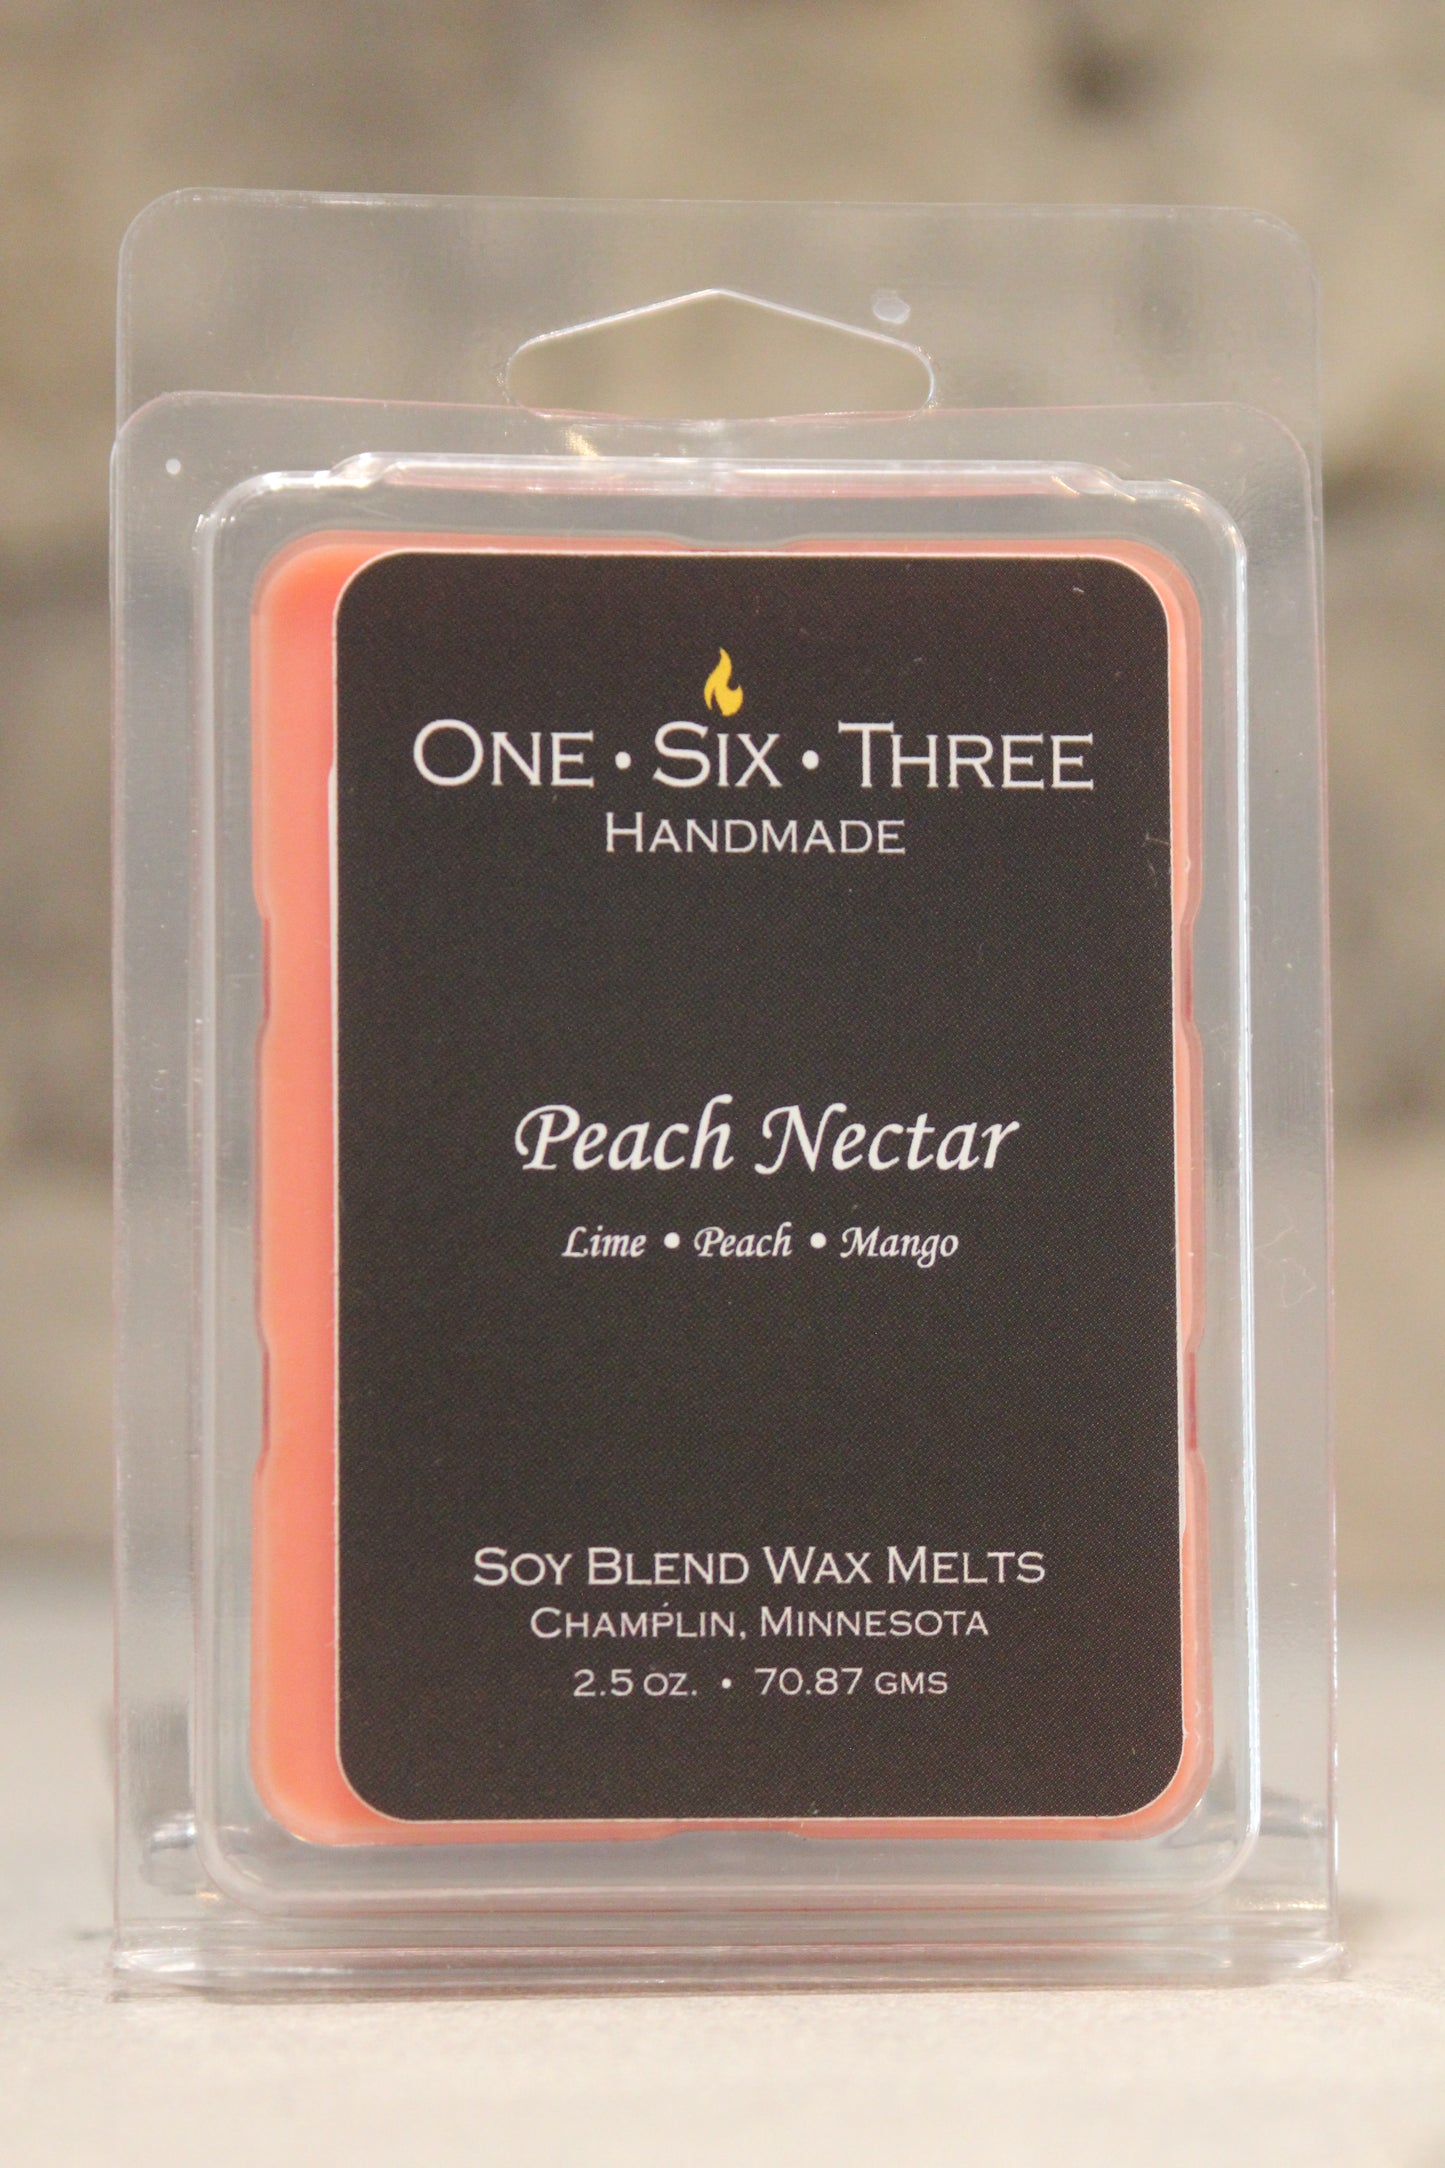 One • Six • Three
Handmade
Peach Nectar
Lime • Peach • Mango
Soy Blend Wax Melts
Champlin, Minnesota
2.5 oz. • 70.87 gms